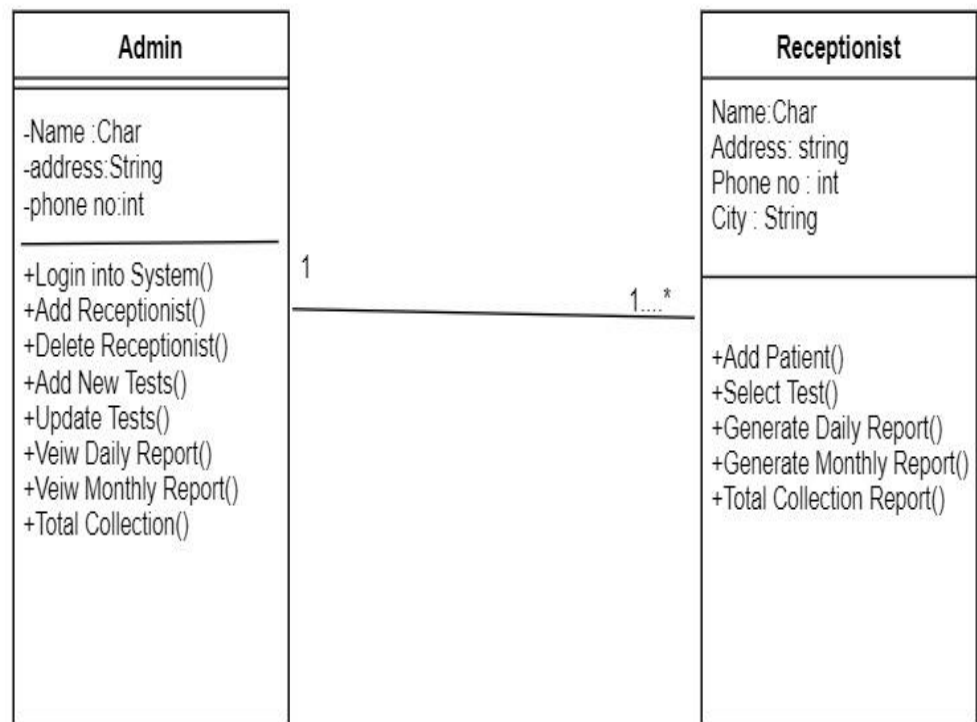 Admin
-Name :Char
-address:String
-phone no:int
+Login into System()
+Add Receptionist()
+Delete Receptionist()
+Add New Tests()
+Update Tests()
+Veiw Daily Report()
+Veiw Monthly Report()
+Total Collection()
1
1....*
Receptionist
Name:Char
Address: string
Phone no : int
City : String
+Add Patient()
+Select Test()
+Generate Daily Report()
+Generate Monthly Report()
+Total Collection Report()